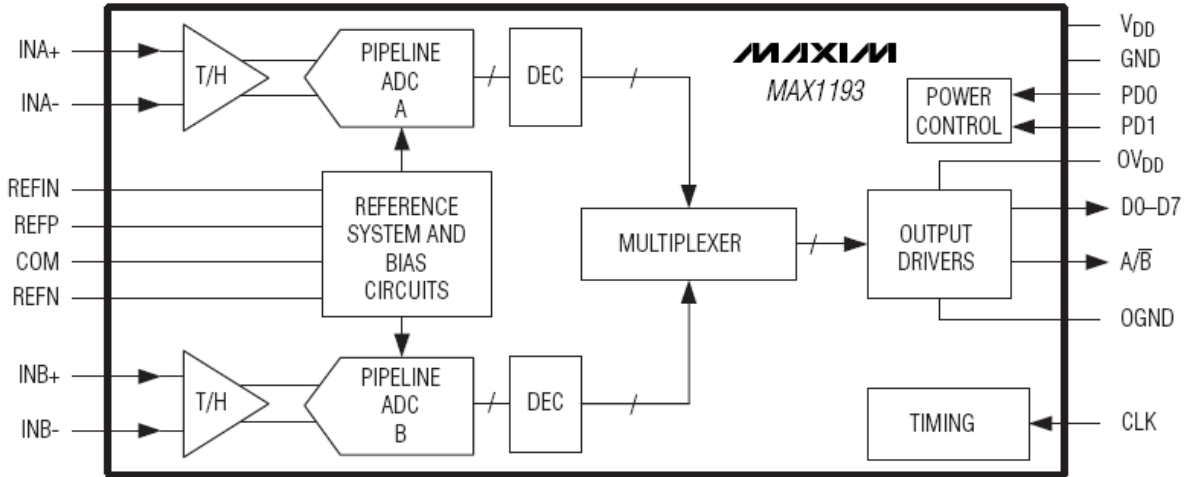 INA+
INA-
T/H
PIPELINE
ADC
A
DEC
MAXIM
MAX1193
VDD
GND
POWER
CONTROL
PD0
PD1
OVDD
REFIN
REFP
COM
REFN
REFERENCE
SYSTEM AND
BIAS
CIRCUITS
MULTIPLEXER
OUTPUT
DRIVERS
D0–D7
A/B̅
OGND
INB+
INB-
T/H
PIPELINE
ADC
B
DEC
TIMING
CLK